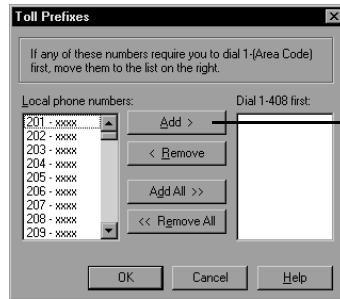 Toll Prefixes
If any of these numbers require you to dial 1-(Area Code)
first, move them to the list on the right.
Local phone numbers:
Dial 1-408 first:
201 - xxxx
202 - xxxx
203 - xxxx
204 - xxxx
205 - xxxx
206 - xxxx
207 - xxxx
208 - xxxx
209 - xxxx
Add >
< Remove
Add All >>
<< Remove All
OK
Cancel
Help